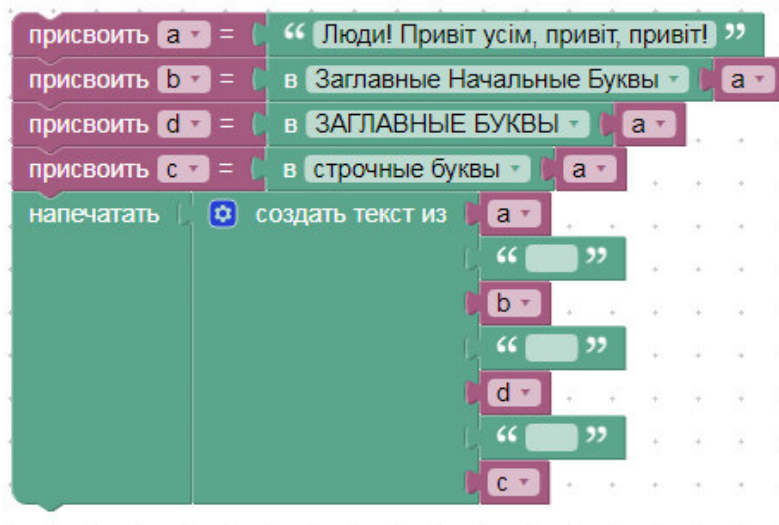 присвоить a = “ Люди! Привіт усім, привіт, привіт! ”
присвоить b = в Заглавные Начальные Буквы a
присвоить d = в ЗАГЛАВНЫЕ БУКВЫ a
присвоить c = в строчные буквы a
напечатать создать текст из a
“ ”
b
“ ”
d
“ ”
c